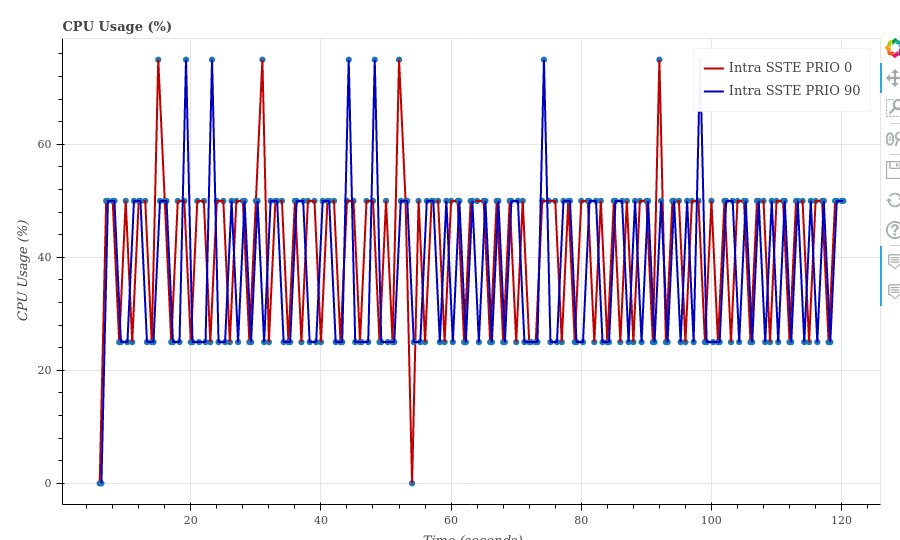 CPU Usage (%)
Intra SSTE PRIO 0
Intra SSTE PRIO 90
CPU Usage (%)
60
40
20
0
20
40
60
80
100
120
Time (seconds)